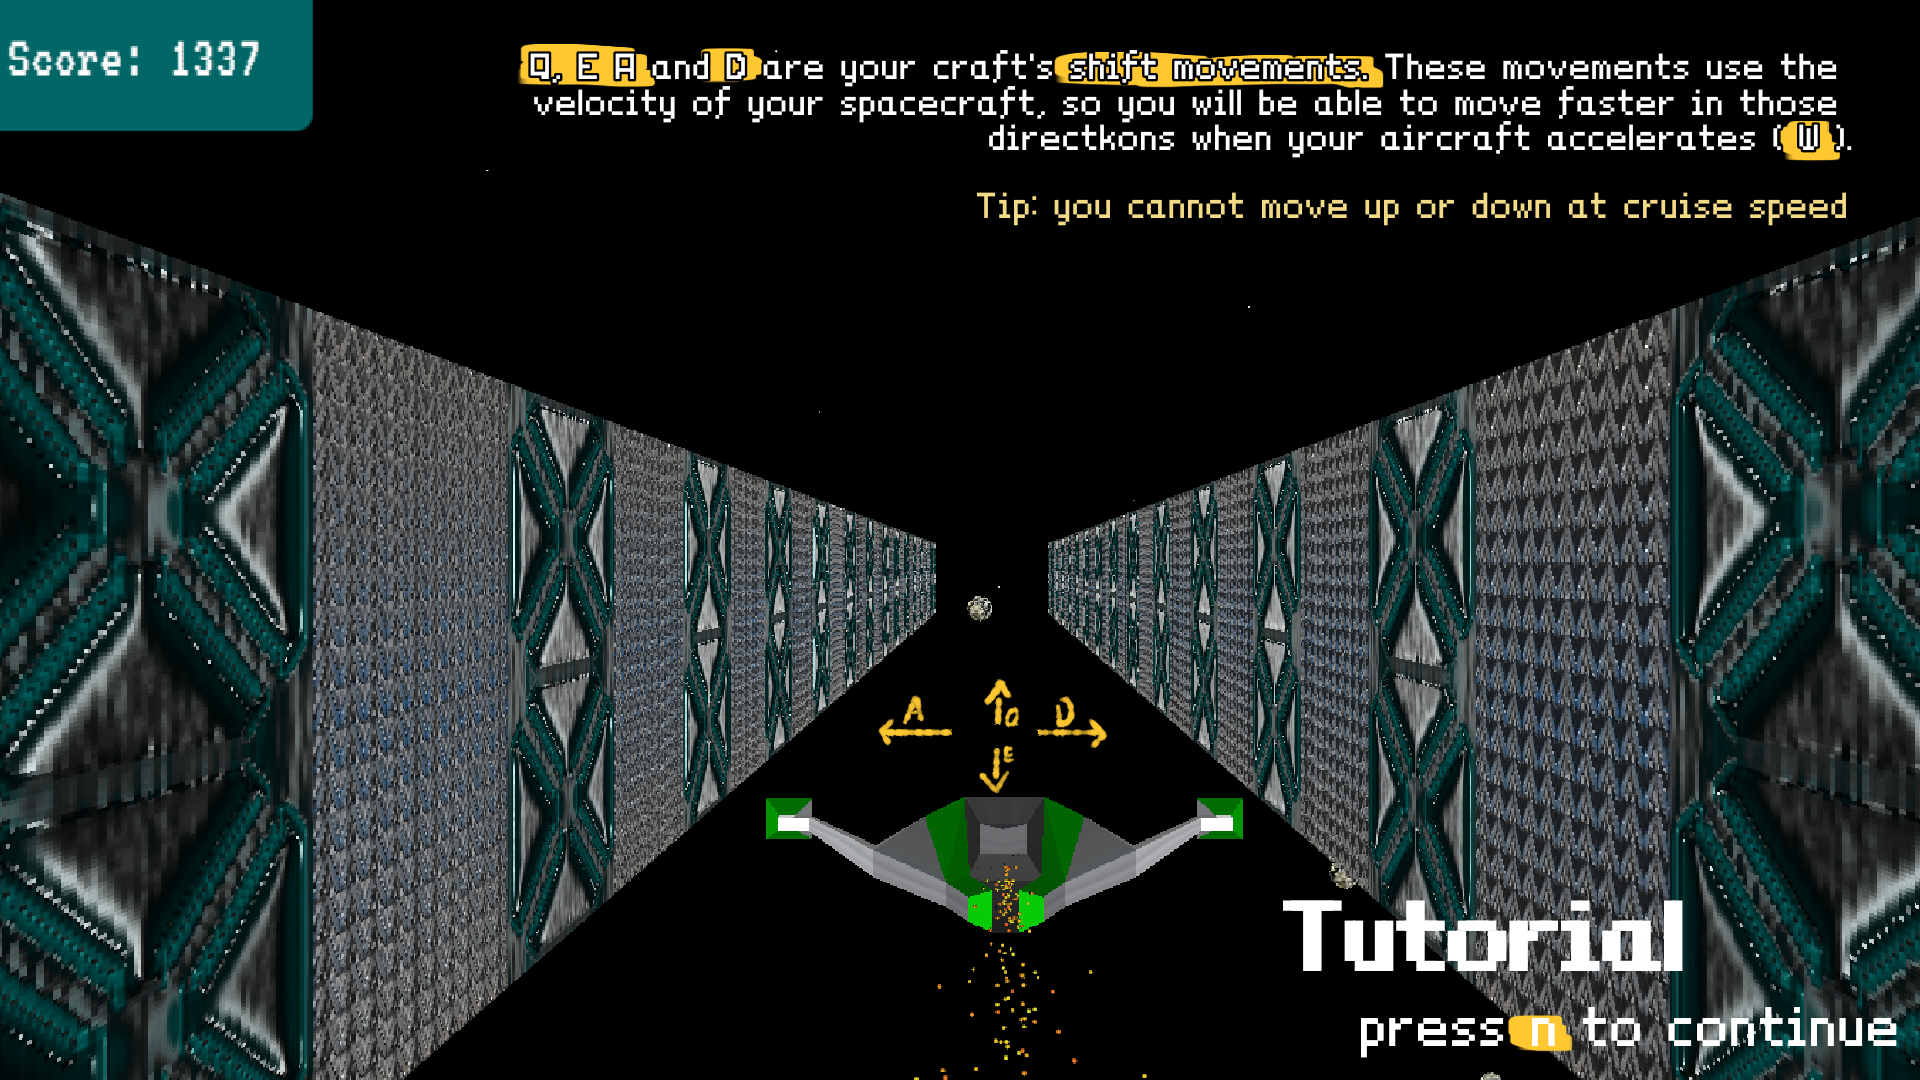 Score: 1337
Q, E A and D are your craft's shift movements. These movements use the
velocity of your spacecraft, so you will be able to move faster in those
directkons when your aircraft accelerates ( W ).
Tip: you cannot move up or down at cruise speed
A
Q
D
E
Tutorial
press n to continue